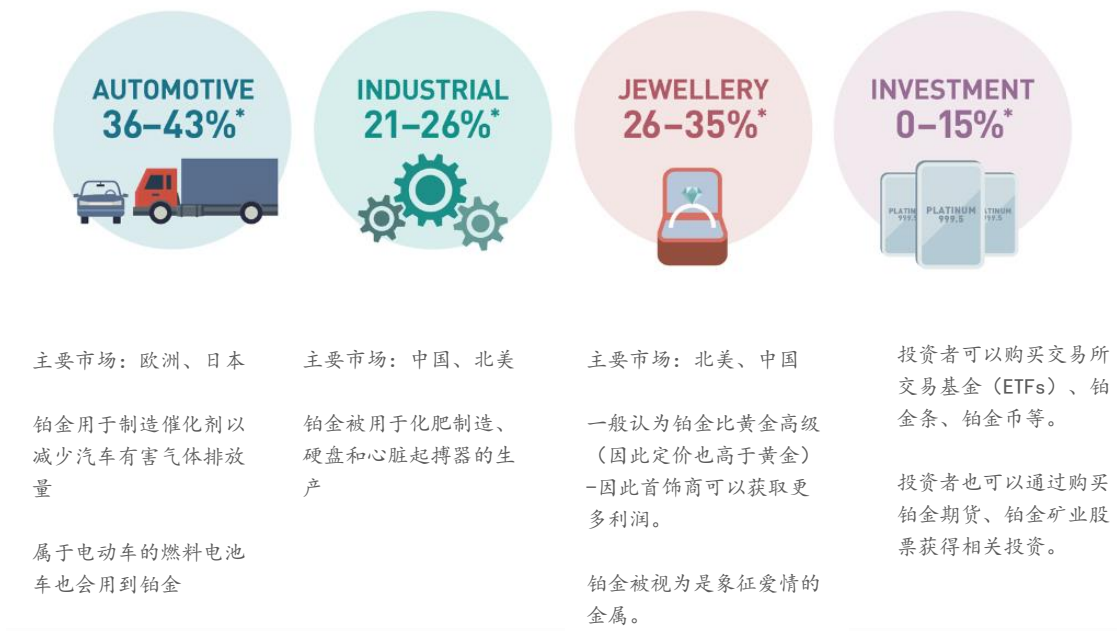 AUTOMOTIVE
36–43%*
INDUSTRIAL
21–26%*
JEWELLERY
26–35%*
INVESTMENT
0–15%*
PLATINUM
999.5
主要市场：欧洲、日本
铂金用于制造催化剂以
减少汽车有害气体排放
量
属于电动车的燃料电池
车也会用到铂金
主要市场：中国、北美
铂金被用于化肥制造、
硬盘和心脏起搏器的生
产
主要市场：北美、中国
一般认为铂金比黄金高级
（因此定价也高于黄金）
-因此首饰商可以获取更
多利润。
铂金被视为是象征爱情的
金属。
投资者可以购买交易所
交易基金（ETFs）、铂
金条、铂金币等。
投资者也可以通过购买
铂金期货、铂金矿业股
票获得相关投资。